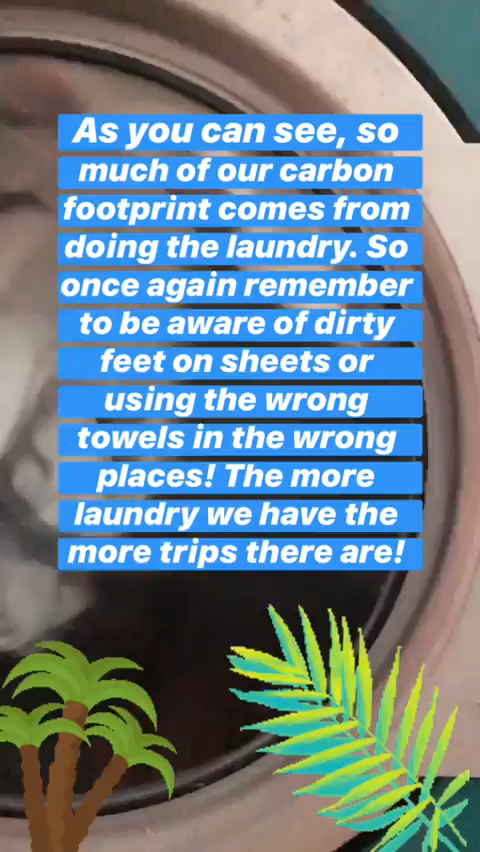 As you can see, so
much of our carbon
footprint comes from
doing the laundry. So
once again remember
to be aware of dirty
feet on sheets or
using the wrong
towels in the wrong
places! The more
laundry we have the
more trips there are!